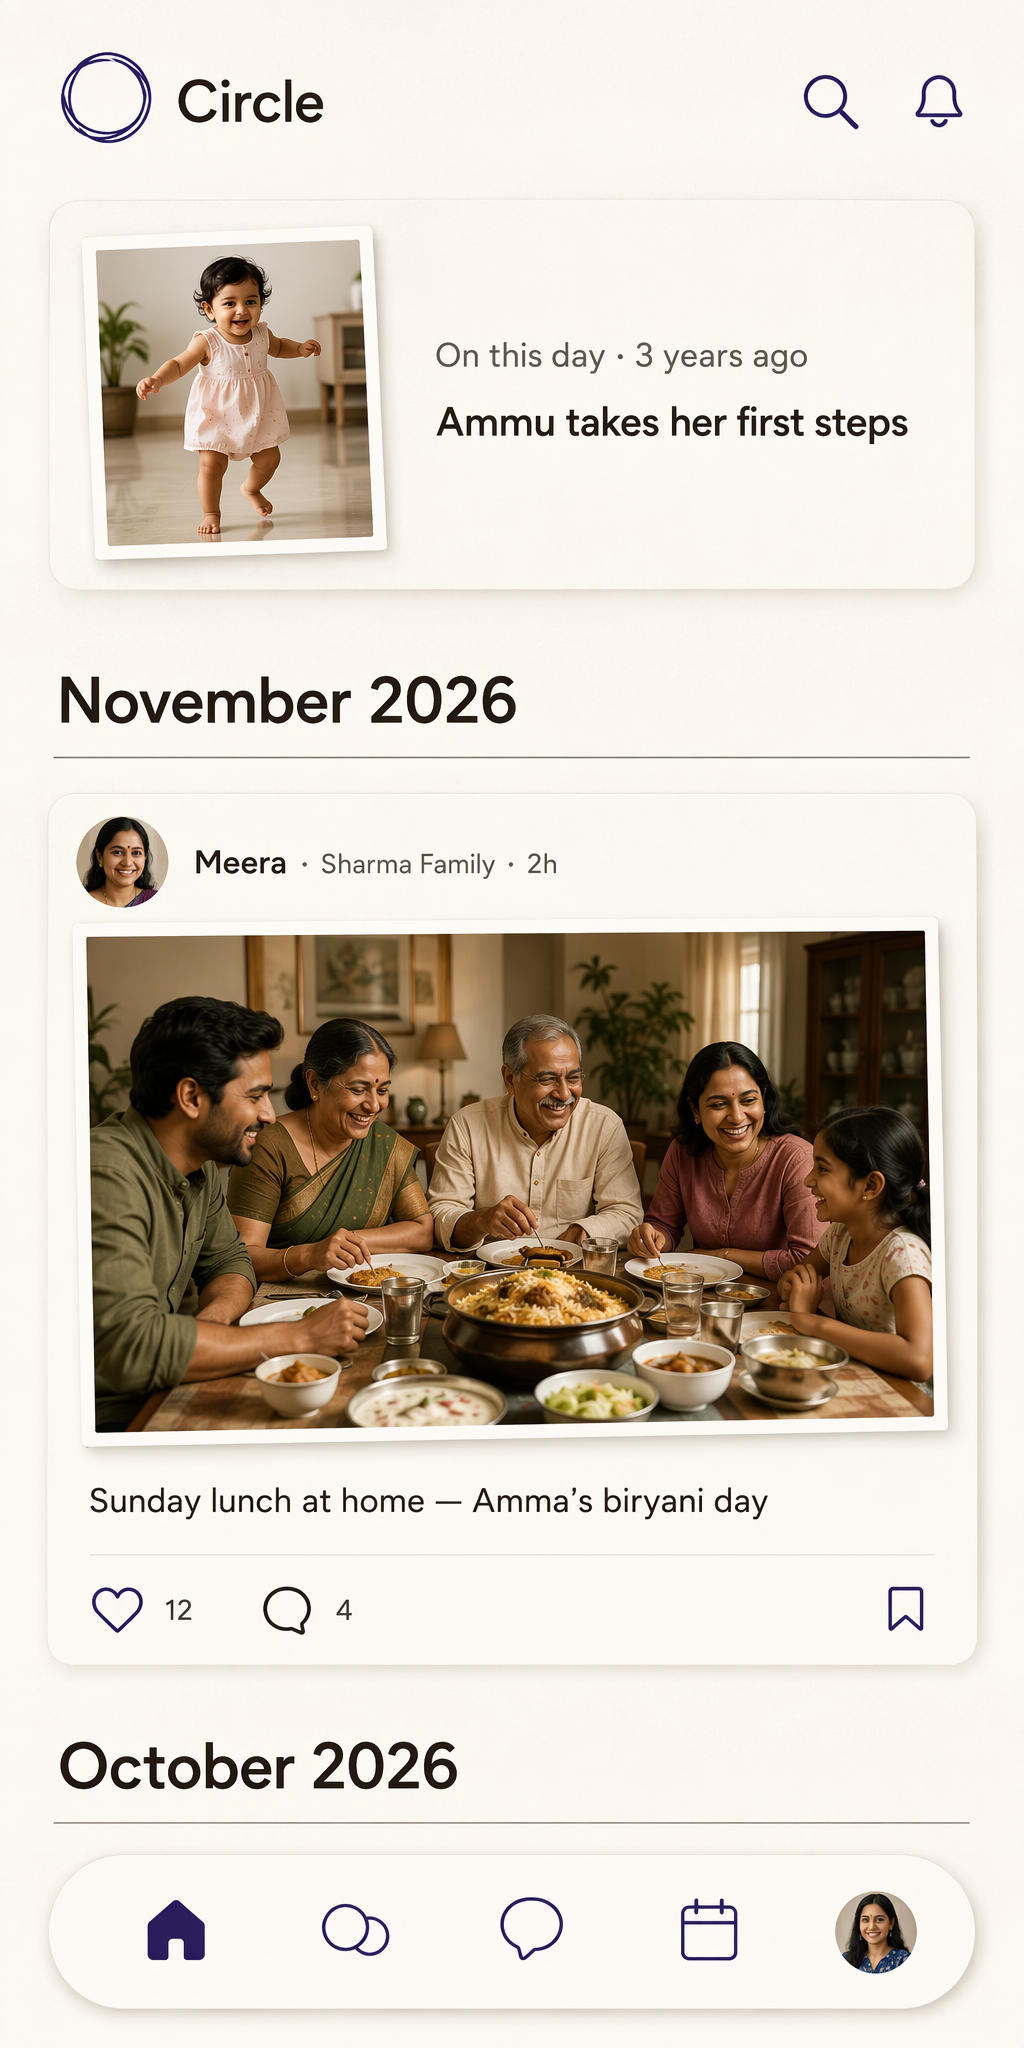 Circle
On this day · 3 years ago
Ammu takes her first steps
November 2026
Meera · Sharma Family · 2h
Sunday lunch at home — Amma’s biryani day
12 4
October 2026